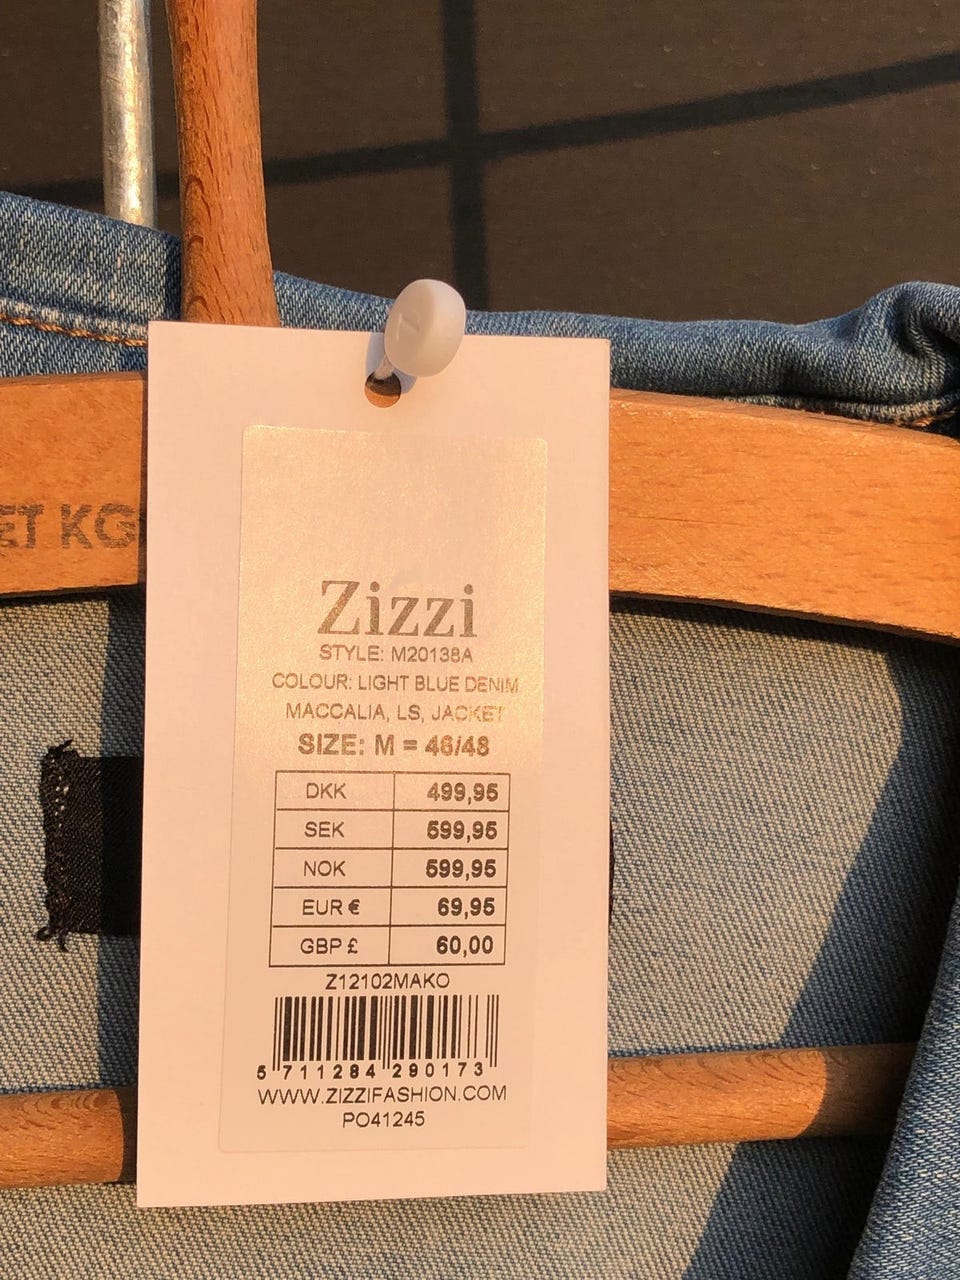 ET KG
Zizzi
STYLE: M20138A
COLOUR: LIGHT BLUE DENIM
MACCALIA, LS, JACKET
SIZE: M = 46/48
DKK 499,95
SEK 599,95
NOK 599,95
EUR € 69,95
GBP £ 60,00
Z12102MAKO
5 711284 290173
WWW.ZIZZIFASHION.COM
PO41245